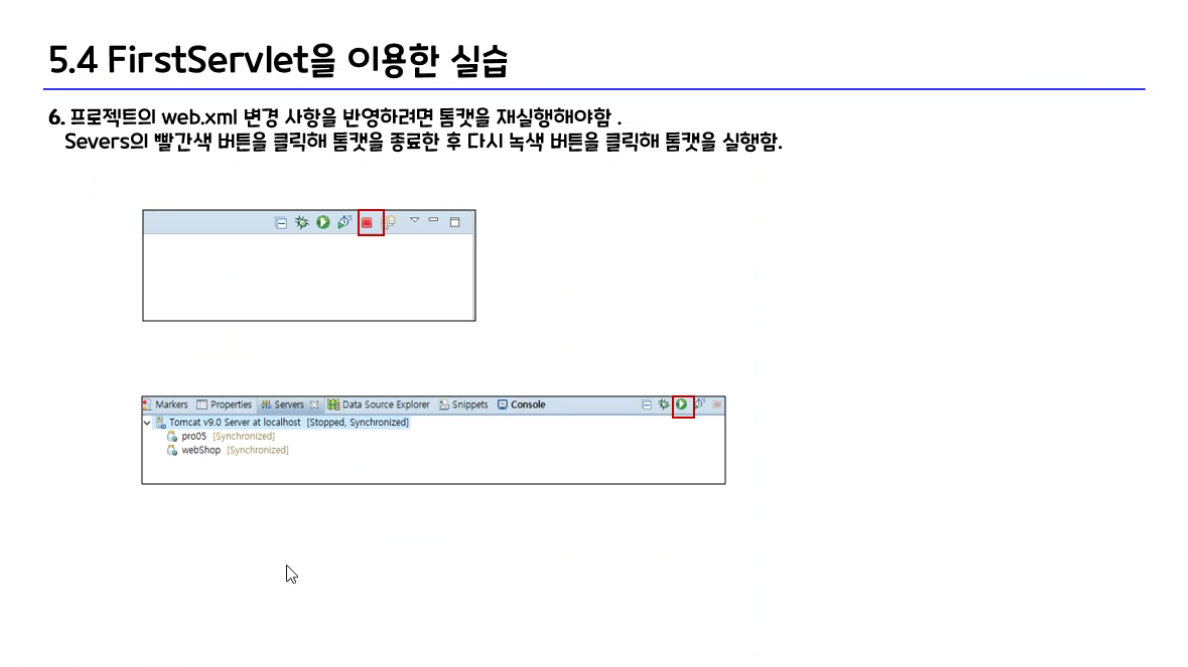 5.4 FirstServlet을 이용한 실습
6. 프로젝트의 web.xml 변경 사항을 반영하려면 톰캣을 재실행해야함 .
Severs의 빨간색 버튼을 클릭해 톰캣을 종료한 후 다시 녹색 버튼을 클릭해 톰캣을 실행함.
Markers Properties Servers Data Source Explorer Snippets Console
Tomcat v9.0 Server at localhost [Stopped, Synchronized]
pro05 [Synchronized]
webShop [Synchronized]